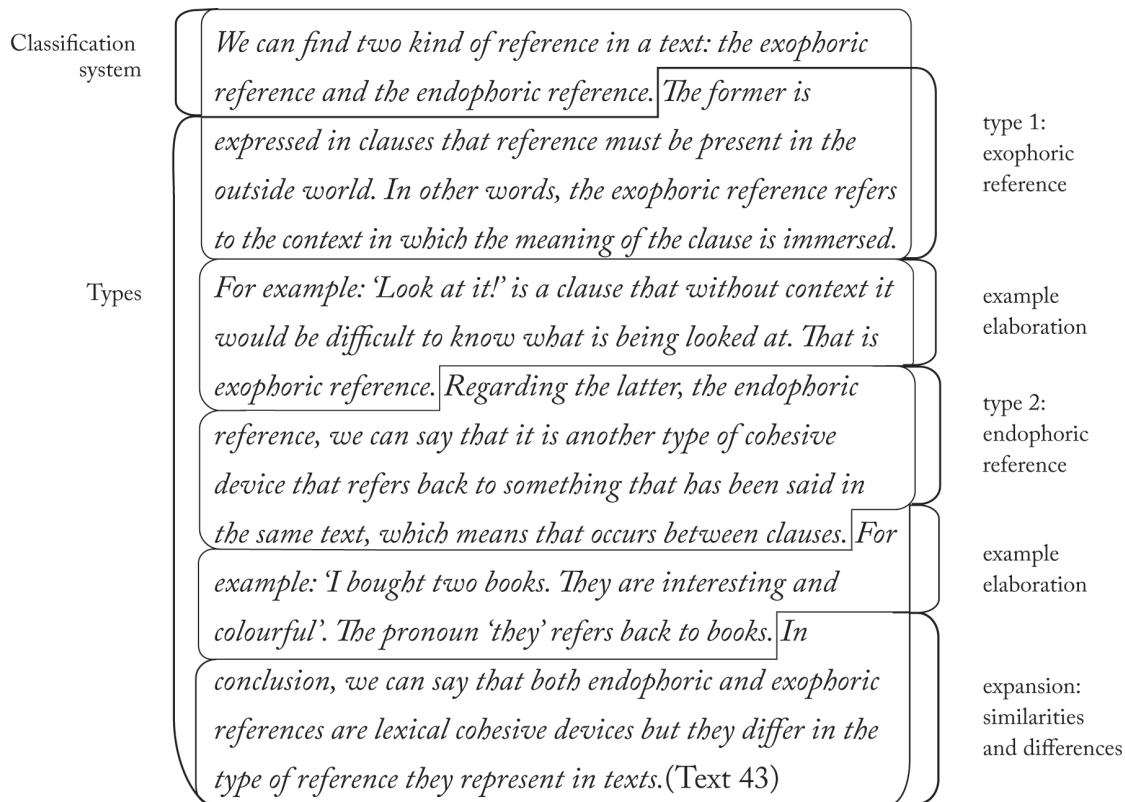 Classification
system
We can find two kind of reference in a text: the exophoric
reference and the endophoric reference. The former is
expressed in clauses that reference must be present in the
outside world. In other words, the exophoric reference refers
to the context in which the meaning of the clause is immersed.
type 1:
exophoric
reference
Types
For example: ‘Look at it!’ is a clause that without context it
would be difficult to know what is being looked at. That is
exophoric reference. Regarding the latter, the endophoric
example
elaboration
reference, we can say that it is another type of cohesive
device that refers back to something that has been said in
the same text, which means that occurs between clauses. For
type 2:
endophoric
reference
example: ‘I bought two books. They are interesting and
colourful’. The pronoun ‘they’ refers back to books. In
example
elaboration
conclusion, we can say that both endophoric and exophoric
references are lexical cohesive devices but they differ in the
type of reference they represent in texts.(Text 43)
expansion:
similarities
and differences